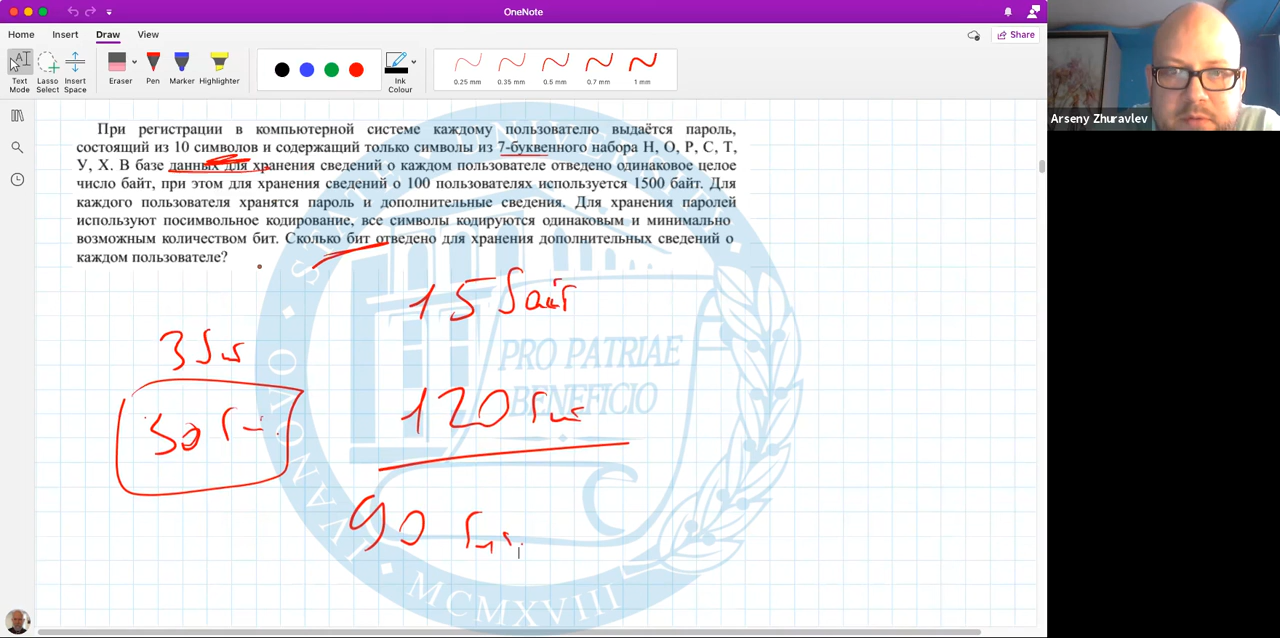 OneNote
Home Insert Draw View
Share
Text Mode
Lasso Select
Insert Space
Eraser
Pen
Marker
Highlighter
Ink Colour
0.25 mm
0.35 mm
0.5 mm
0.7 mm
1 mm
Arseny Zhuravlev
При регистрации в компьютерной системе каждому пользователю выдаётся пароль,
состоящий из 10 символов и содержащий только символы из 7-буквенного набора Н, О, Р, С, Т,
У, Х. В базе данных для хранения сведений о каждом пользователе отведено одинаковое целое
число байт, при этом для хранения сведений о 100 пользователях используется 1500 байт. Для
каждого пользователя хранятся пароль и дополнительные сведения. Для хранения паролей
используют посимвольное кодирование, все символы кодируются одинаковым и минимально
возможным количеством бит. Сколько бит отведено для хранения дополнительных сведений о
каждом пользователе?
15 байт
3 бит
PRO PATRIAE
BENEFICIO
120 бит
90 бит
MCMXVIII